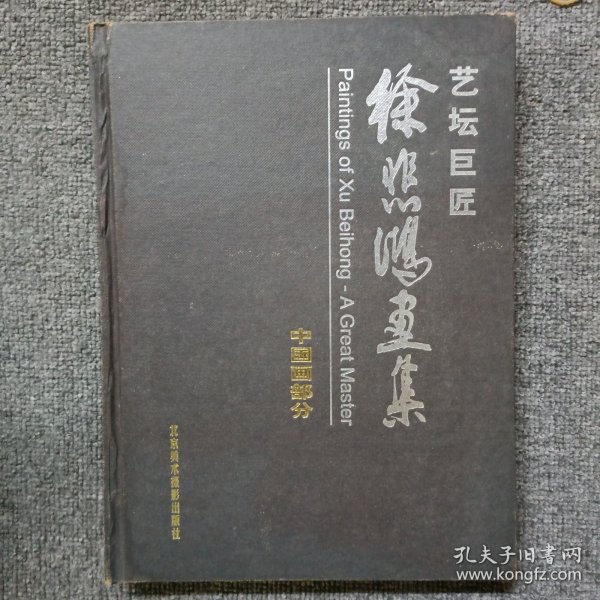 艺坛巨匠
徐悲鸿画集
Paintings of Xu Beihong - A Great Master
中国画部分
北京美术摄影出版社
孔夫子旧书网
www.kongfz.com